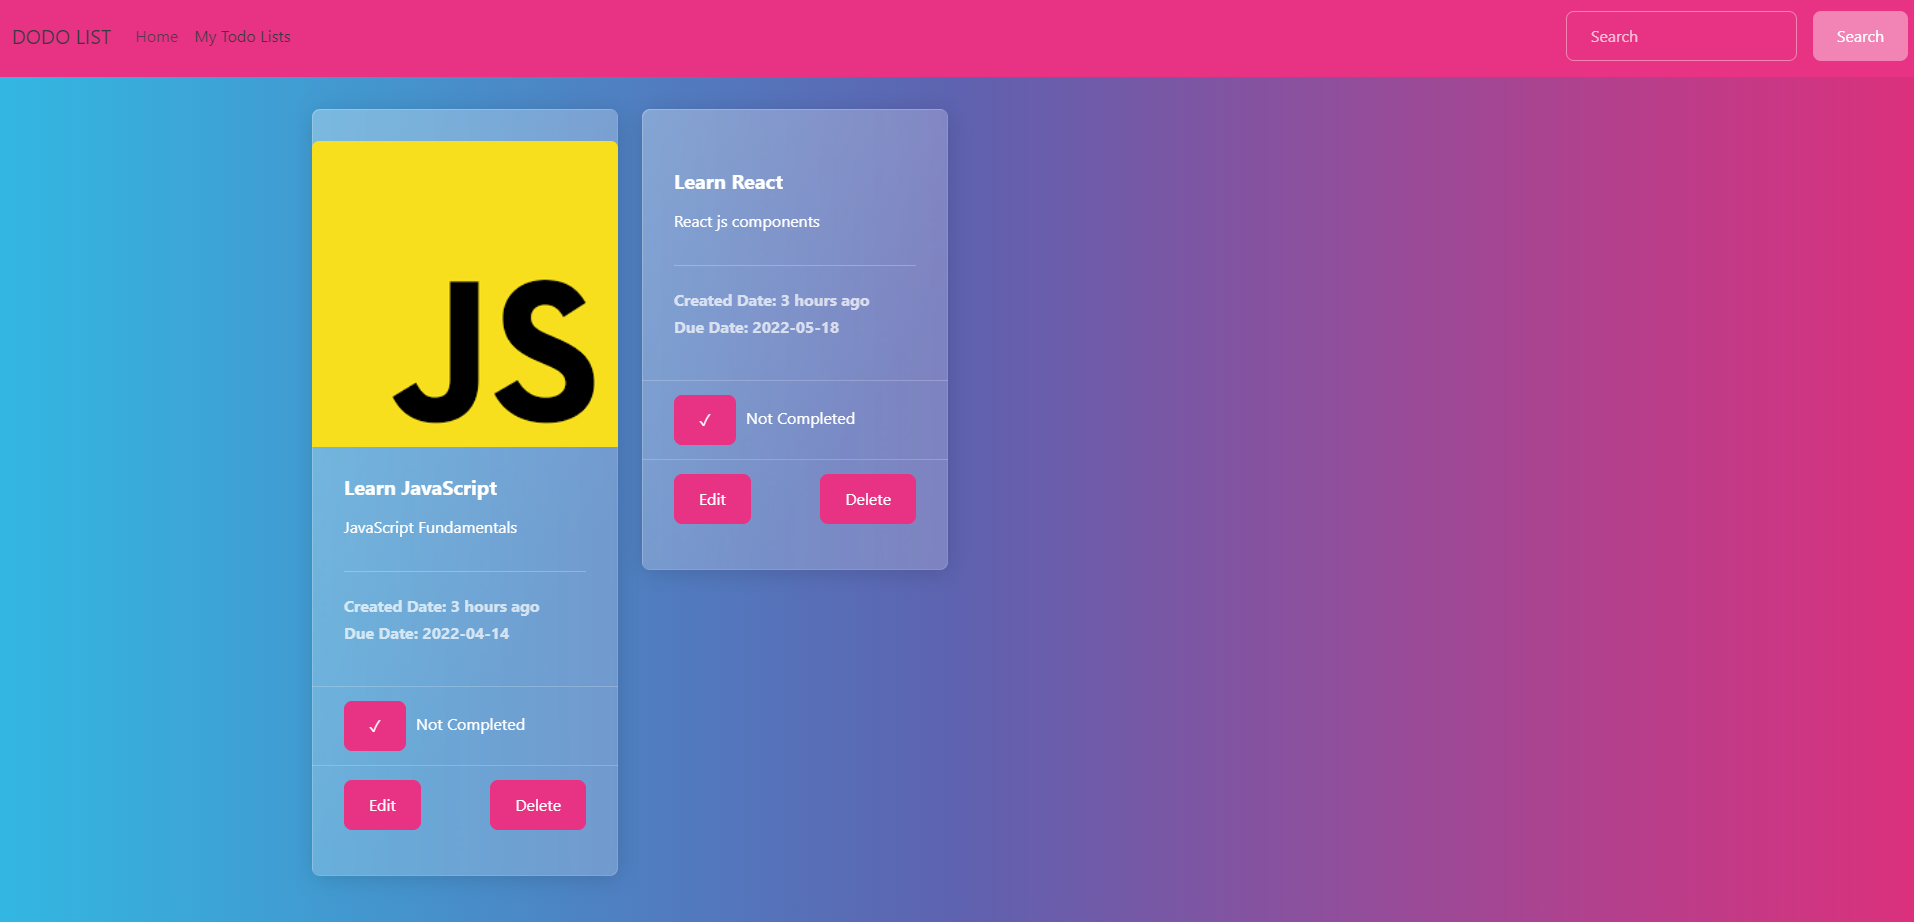 DODO LIST Home My Todo Lists Search Search
JS
Learn JavaScript
JavaScript Fundamentals
Created Date: 3 hours ago
Due Date: 2022-04-14
✓ Not Completed
Edit Delete
Learn React
React js components
Created Date: 3 hours ago
Due Date: 2022-05-18
✓ Not Completed
Edit Delete